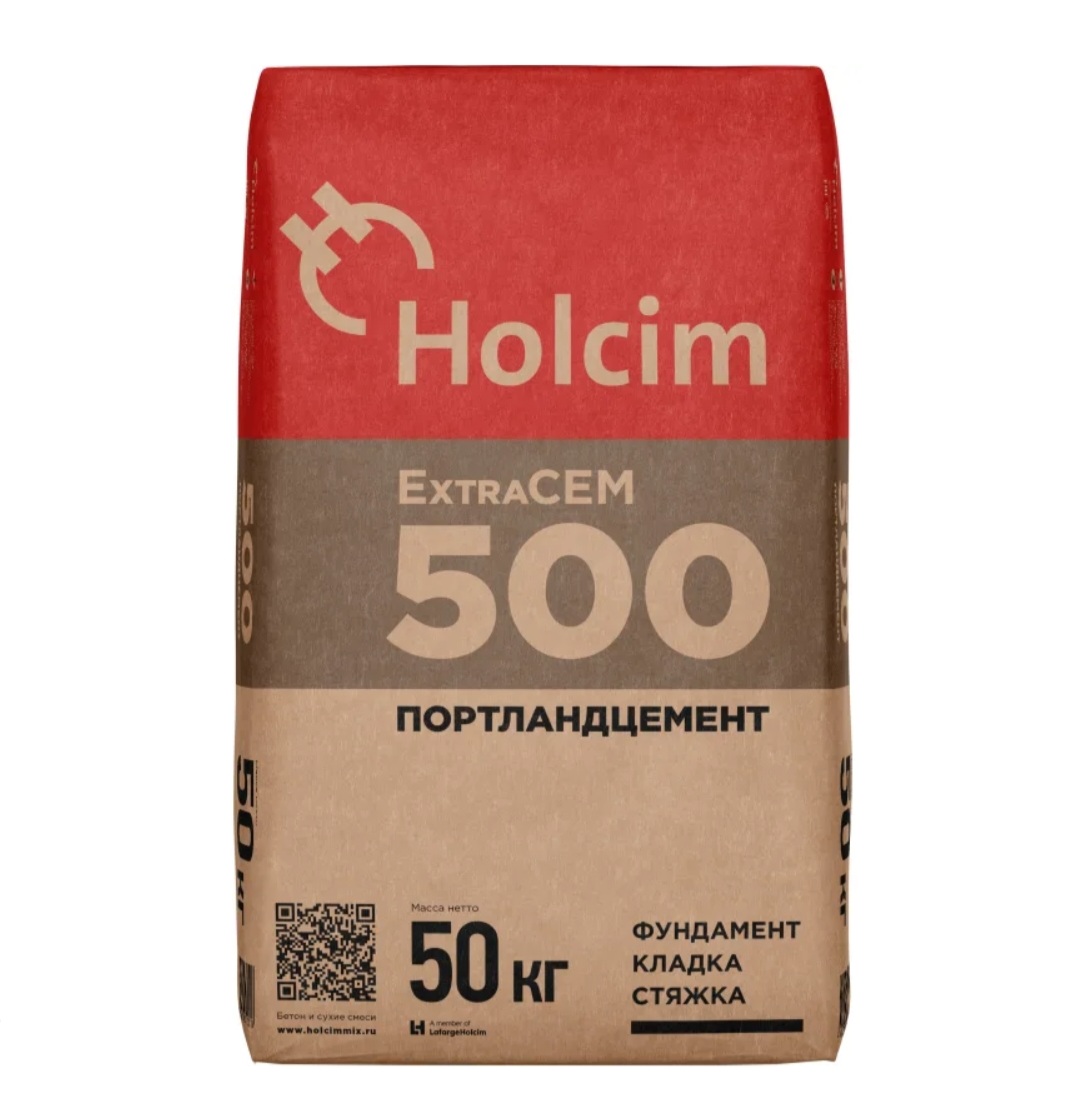 Holcim
ExtraCEM
500
ПОРТЛАНДЦЕМЕНТ
Масса нетто
50 кг
ФУНДАМЕНТ
КЛАДКА
СТЯЖКА
Бетон и сухие смеси
www.holcimmix.ru
A member of
LafargeHolcim
500
50 кг
500
50 кг